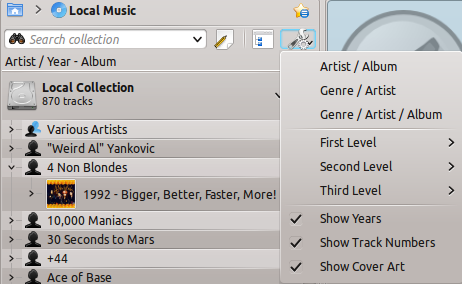 Local Music
Search collection
Artist / Year - Album
Local Collection
870 tracks
Various Artists
"Weird Al" Yankovic
4 Non Blondes
1992 - Bigger, Better, Faster, More!
10,000 Maniacs
30 Seconds to Mars
+44
Ace of Base
Artist / Album
Genre / Artist
Genre / Artist / Album
First Level
Second Level
Third Level
Show Years
Show Track Numbers
Show Cover Art